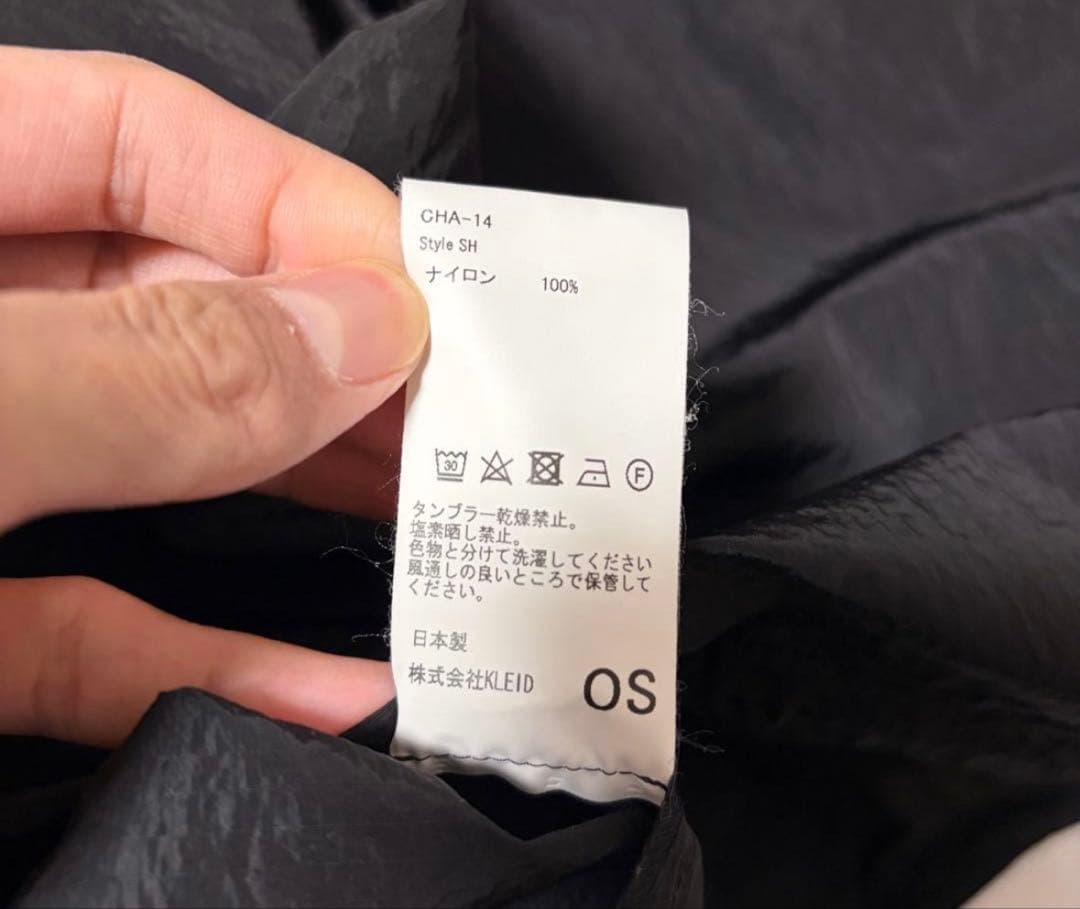 CHA-14
Style SH
ナイロン 100%
30
F
タンブラー乾燥禁止。
塩素晒し禁止。
色物と分けて洗濯してください
風通しの良いところで保管して
ください。
日本製
株式会社KLEID
OS